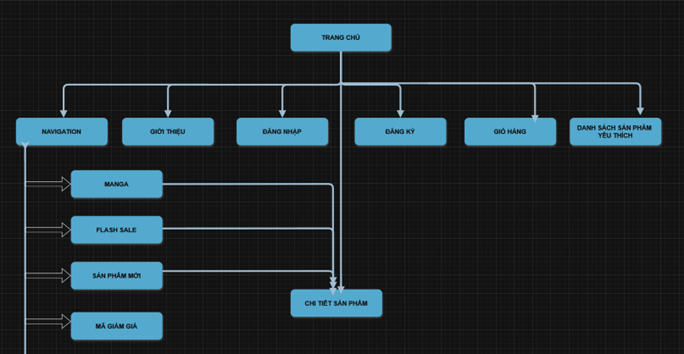 TRANG CHỦ
NAVIGATION
GIỚI THIỆU
ĐĂNG NHẬP
ĐĂNG KÝ
GIỎ HÀNG
DANH SÁCH SẢN PHẨM
YÊU THÍCH
MANGA
FLASH SALE
SẢN PHẨM MỚI
CHI TIẾT SẢN PHẨM
MÃ GIẢM GIÁ